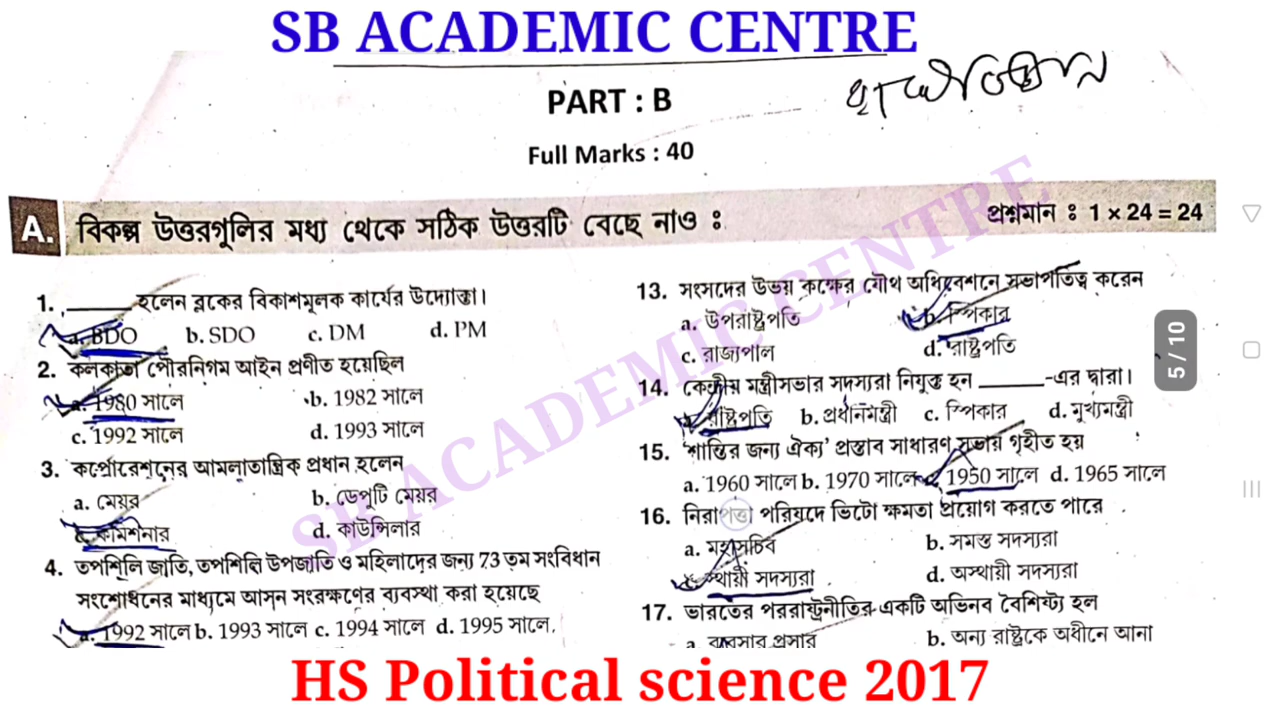 SB ACADEMIC CENTRE
PART : B
Full Marks : 40
A. বিকল্প উত্তরগুলির মধ্য থেকে সঠিক উত্তরটি বেছে নাও ঃ প্রশ্নমান ঃ 1 × 24 = 24
1. ______ হলেন ব্লকের বিকাশমূলক কার্যের উদ্যোক্তা।
a. BDO b. SDO c. DM d. PM
2. কলকাতা পৌরনিগম আইন প্রণীত হয়েছিল
a. 1980 সালে b. 1982 সালে
c. 1992 সালে d. 1993 সালে
3. কর্পোরেশনের আমলাতান্ত্রিক প্রধান হলেন
a. মেয়র b. ডেপুটি মেয়র
c. কমিশনার d. কাউন্সিলার
4. তপশিলি জাতি, তপশিলি উপজাতি ও মহিলাদের জন্য 73 তম সংবিধান
সংশোধনের মাধ্যমে আসন সংরক্ষণের ব্যবস্থা করা হয়েছে
a. 1992 সালে b. 1993 সালে c. 1994 সালে d. 1995 সালে.
13. সংসদের উভয় কক্ষের যৌথ অধিবেশনে সভাপতিত্ব করেন
a. উপরাষ্ট্রপতি b. স্পিকার
c. রাজ্যপাল d. রাষ্ট্রপতি
14. কেন্দ্রীয় মন্ত্রীসভার সদস্যরা নিযুক্ত হন ______ -এর দ্বারা।
a. রাষ্ট্রপতি b. প্রধানমন্ত্রী c. স্পিকার d. মুখ্যমন্ত্রী
15. 'শান্তির জন্য ঐক্য' প্রস্তাব সাধারণ সভায় গৃহীত হয়
a. 1960 সালে b. 1970 সালে c. 1950 সালে d. 1965 সালে
16. নিরাপত্তা পরিষদে ভিটো ক্ষমতা প্রয়োগ করতে পারে
a. মহাসচিব b. সমস্ত সদস্যরা
c. স্থায়ী সদস্যরা d. অস্থায়ী সদস্যরা
17. ভারতের পররাষ্ট্রনীতির একটি অভিনব বৈশিষ্ট্য হল
a. ব্যবসার প্রসার b. অন্য রাষ্ট্রকে অধীনে আনা
5 / 10
SB ACADEMIC CENTRE
HS Political science 2017